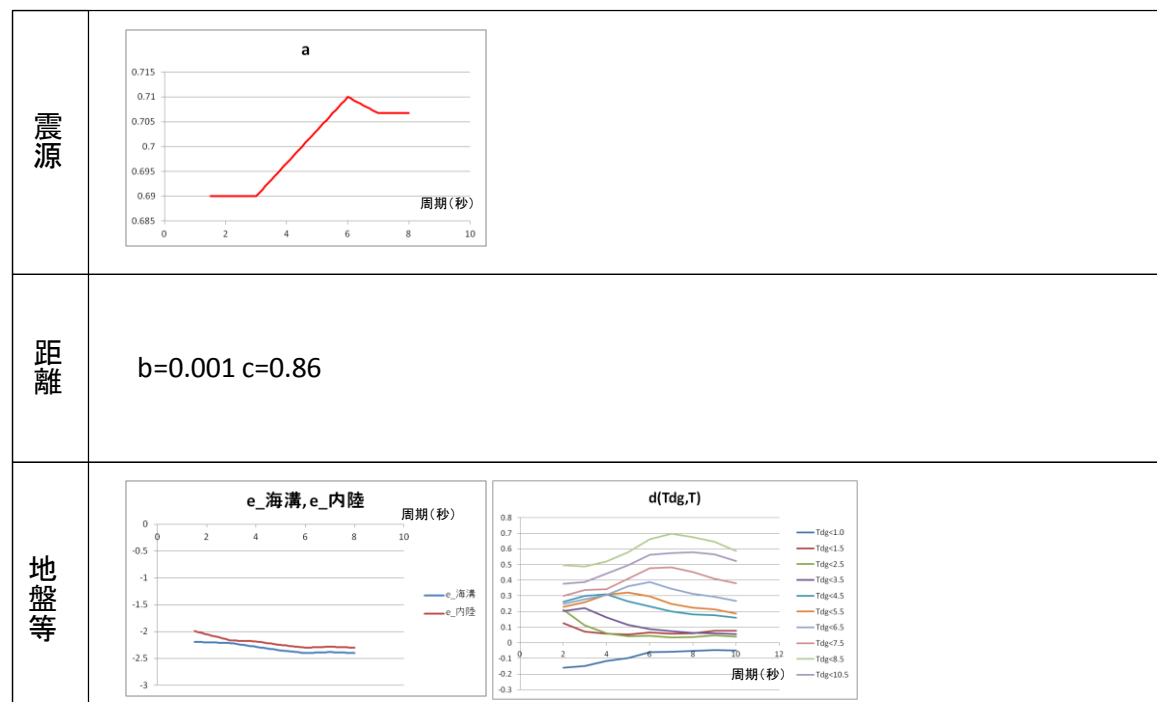 震源
a
0.715
0.71
0.705
0.7
0.695
0.69
0.685
周期(秒)
0 2 4 6 8 10
距離
b=0.001 c=0.86
地盤等
e_海溝,e_内陸
周期(秒)
0 2 4 6 8 10
0
-0.5
-1
-1.5
-2
-2.5
-3
e_海溝
e_内陸
d(Tdg,T)
0.8
0.7
0.6
0.5
0.4
0.3
0.2
0.1
0
-0.1
-0.2
-0.3
0 2 4 6 8 10 12
周期(秒)
Tdg<1.0
Tdg<1.5
Tdg<2.5
Tdg<3.5
Tdg<4.5
Tdg<5.5
Tdg<6.5
Tdg<7.5
Tdg<8.5
Tdg<10.5